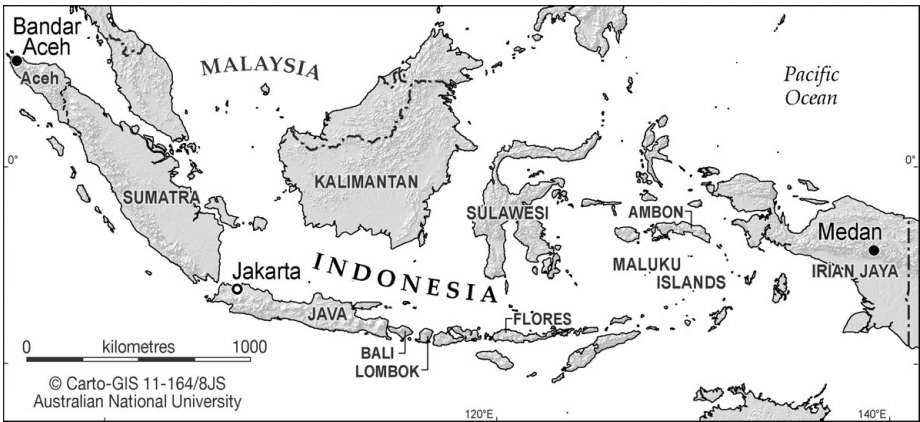 Bandar
Aceh
Aceh
MALAYSIA
Pacific
Ocean
0°
0°
SUMATRA
KALIMANTAN
SULAWESI
AMBON
Medan
MALUKU
ISLANDS
IRIAN JAYA
Jakarta
INDONESIA
JAVA
FLORES
BALI
LOMBOK
0 kilometres 1000
© Carto-GIS 11-164/8JS
Australian National University
120°E
140°E